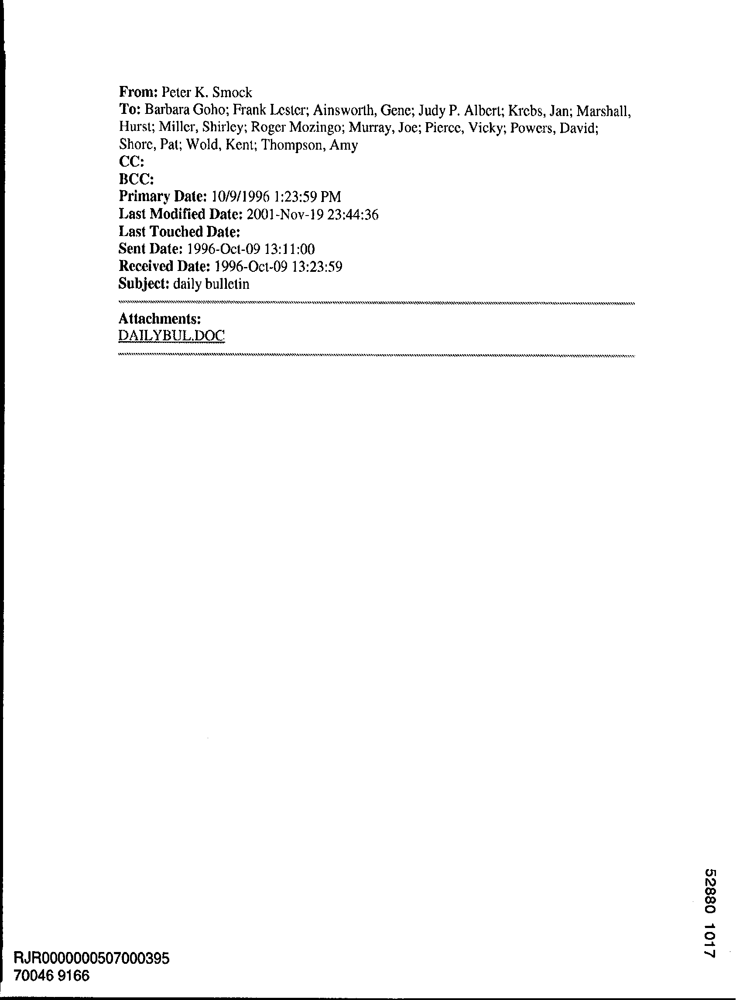 From: Peter K. Smock
To: Barbara Goho; Frank Lester; Ainsworth, Gene; Judy P. Albert; Krebs, Jan; Marshall,
Hurst; Miller, Shirley; Roger Mozingo; Murray, Joe; Pierce, Vicky; Powers, David;
Shore, Pat; Wold, Kent; Thompson, Amy
CC:
BCC:
Primary Date: 10/9/1996 1:23:59 PM
Last Modified Date: 2001-Nov-19 23:44:36
Last Touched Date:
Sent Date: 1996-Oct-09 13:11:00
Received Date: 1996-Oct-09 13:23:59
Subject: daily bulletin
Attachments:
DAILYBUL.DOC
52880 1017
RJR0000000507000395
70046 9166